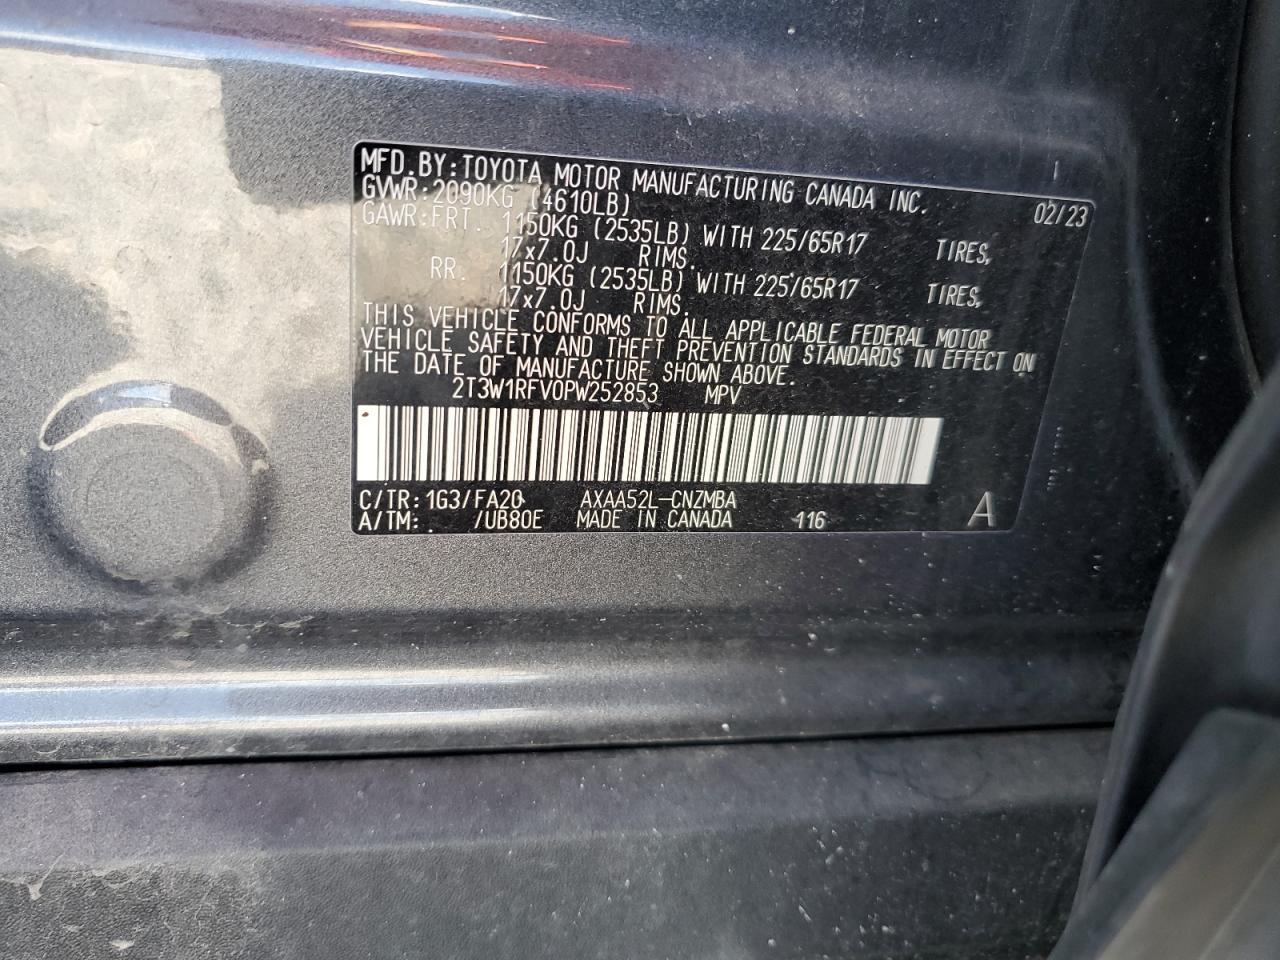 MFD.BY:TOYOTA MOTOR MANUFACTURING CANADA INC. 02/23
GVWR:2090KG (4610LB)
GAWR:FRT. 1150KG (2535LB) WITH 225/65R17 TIRES,
17x7.0J RIMS.
RR. 1150KG (2535LB) WITH 225/65R17 TIRES,
17x7.0J RIMS.
THIS VEHICLE CONFORMS TO ALL APPLICABLE FEDERAL MOTOR
VEHICLE SAFETY AND THEFT PREVENTION STANDARDS IN EFFECT ON
THE DATE OF MANUFACTURE SHOWN ABOVE.
2T3W1RFV0PW252853 MPV
C/TR:1G3/FA20 AXAA52L-CNZMBA
A/TM: /UB80E MADE IN CANADA 116 A